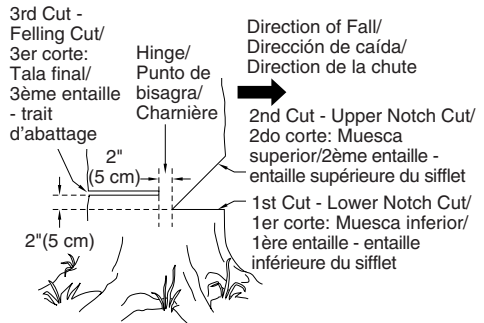 3rd Cut -
Felling Cut/
3er corte:
Tala final/
3ème entaille
- trait
d'abattage
Hinge/
Punto de
bisagra/
Charnière
Direction of Fall/
Dirección de caída/
Direction de la chute
2nd Cut - Upper Notch Cut/
2do corte: Muesca
superior/2ème entaille -
entaille supérieure du sifflet
2"
(5 cm)
1st Cut - Lower Notch Cut/
1er corte: Muesca inferior/
1ère entaille - entaille
inférieure du sifflet
2"(5 cm)